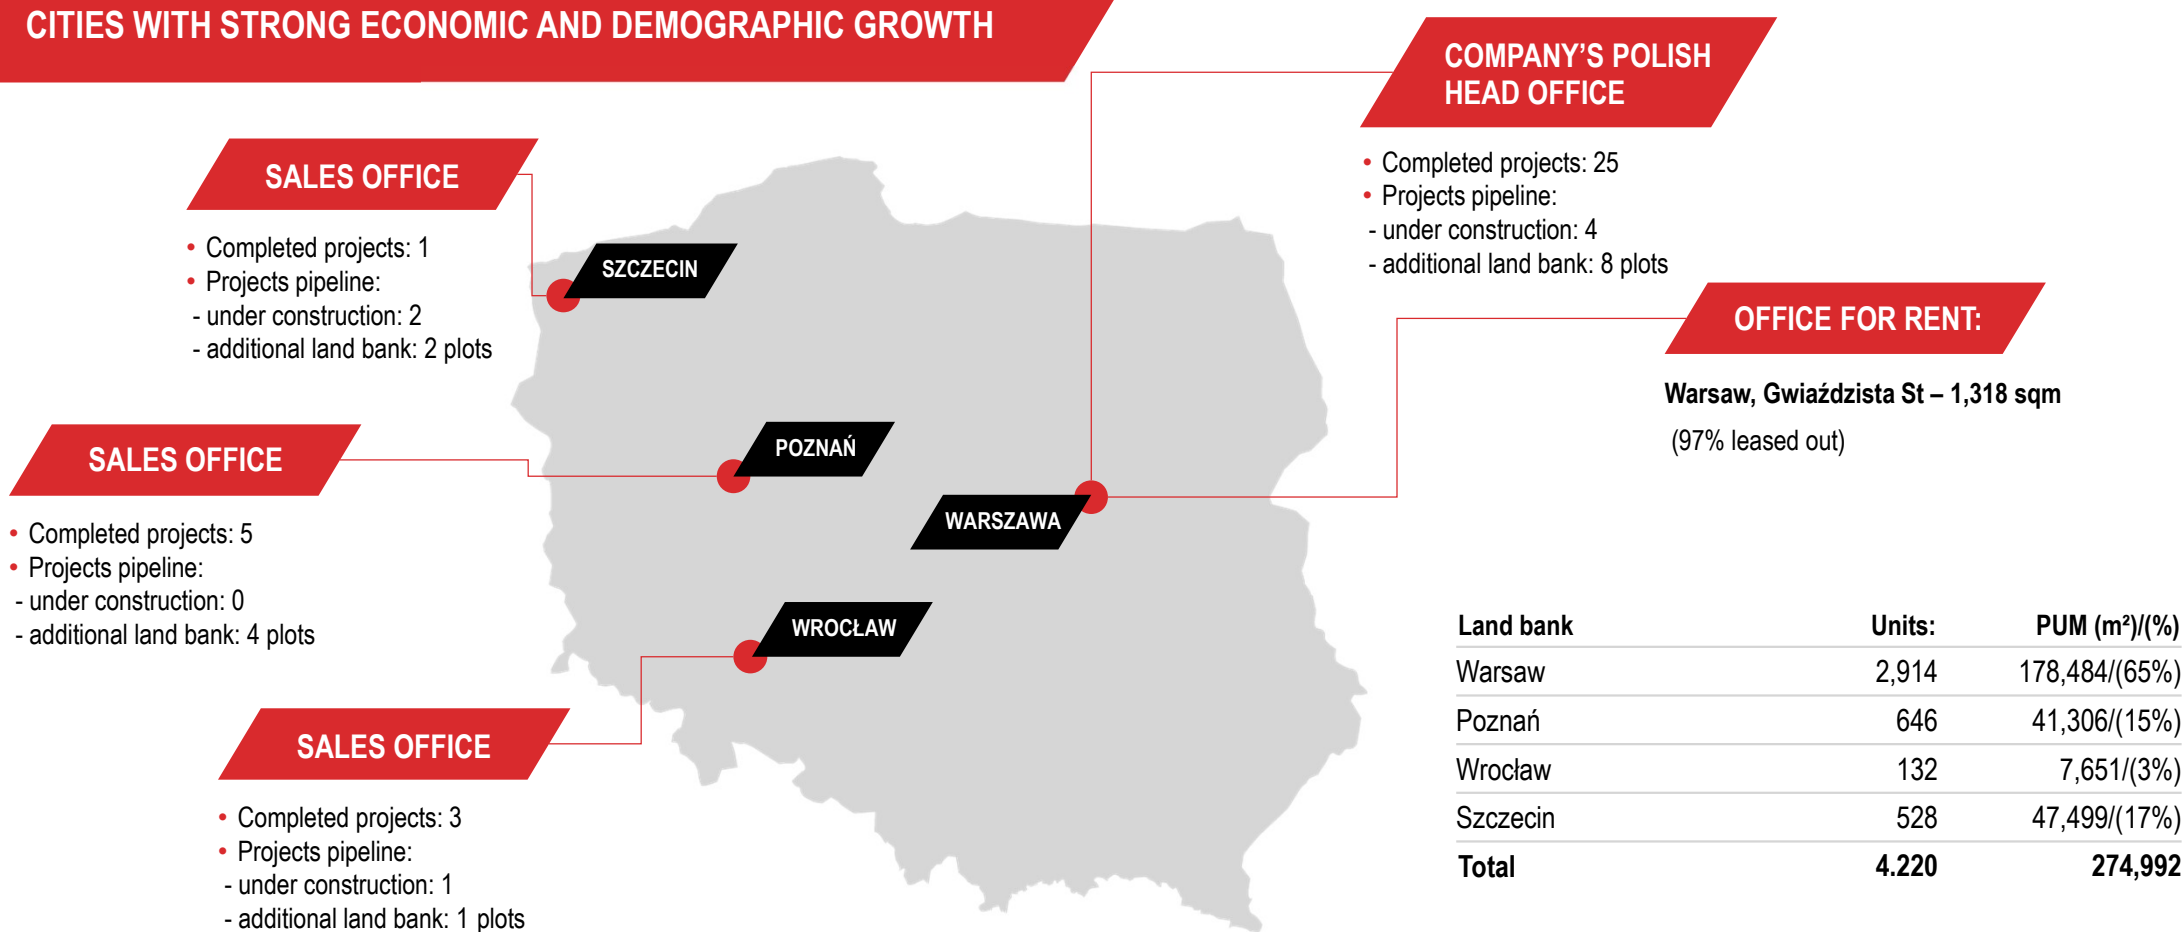 CITIES WITH STRONG ECONOMIC AND DEMOGRAPHIC GROWTH
COMPANY’S POLISH
HEAD OFFICE
• Completed projects: 25
• Projects pipeline:
- under construction: 4
- additional land bank: 8 plots
SALES OFFICE
• Completed projects: 1
• Projects pipeline:
- under construction: 2
- additional land bank: 2 plots
SZCZECIN
OFFICE FOR RENT:
Warsaw, Gwiaździsta St – 1,318 sqm
(97% leased out)
SALES OFFICE
• Completed projects: 5
• Projects pipeline:
- under construction: 0
- additional land bank: 4 plots
POZNAŃ
WARSZAWA
WROCŁAW
SALES OFFICE
• Completed projects: 3
• Projects pipeline:
- under construction: 1
- additional land bank: 1 plots
Land bank Units: PUM (m²)/(%)
Warsaw 2,914 178,484/(65%)
Poznań 646 41,306/(15%)
Wrocław 132 7,651/(3%)
Szczecin 528 47,499/(17%)
Total 4.220 274,992